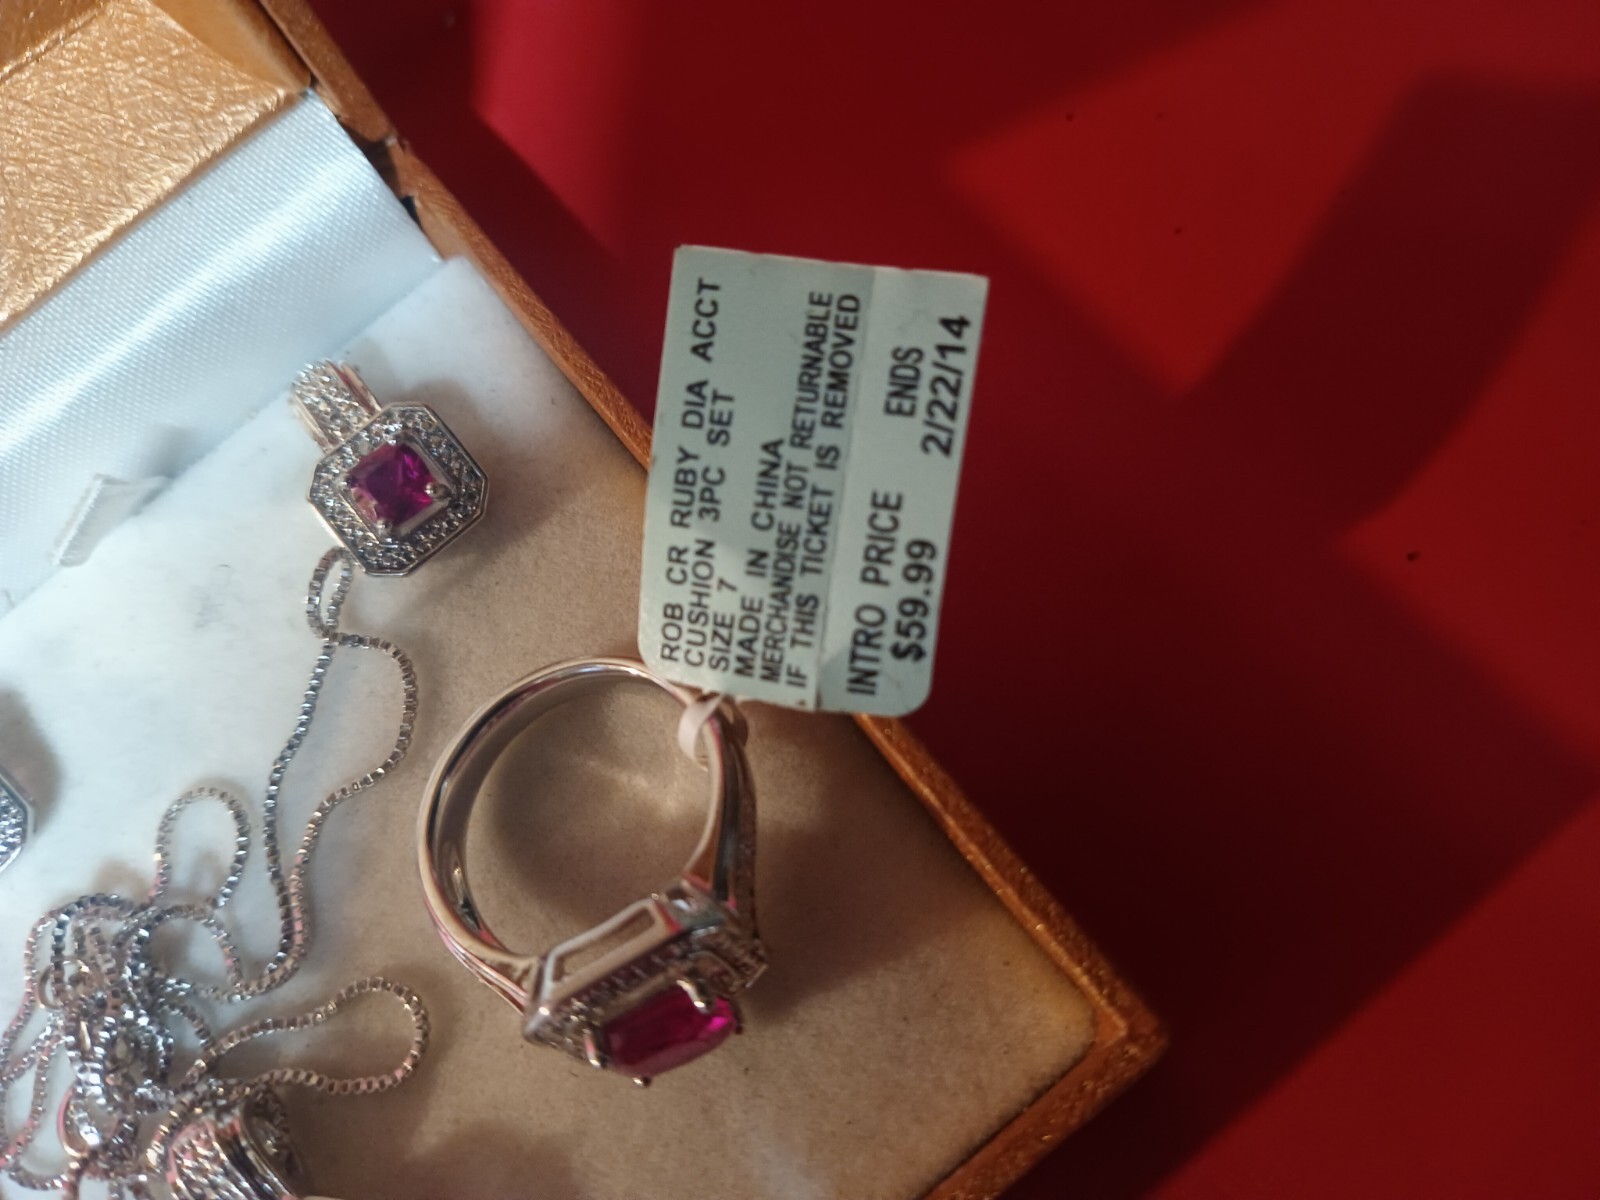 ROB CR RUBY DIA ACCT
CUSHION 3PC SET
SIZE 7
MADE IN CHINA
MERCHANDISE NOT RETURNABLE
IF THIS TICKET IS REMOVED
INTRO PRICE ENDS
$59.99 2/22/14